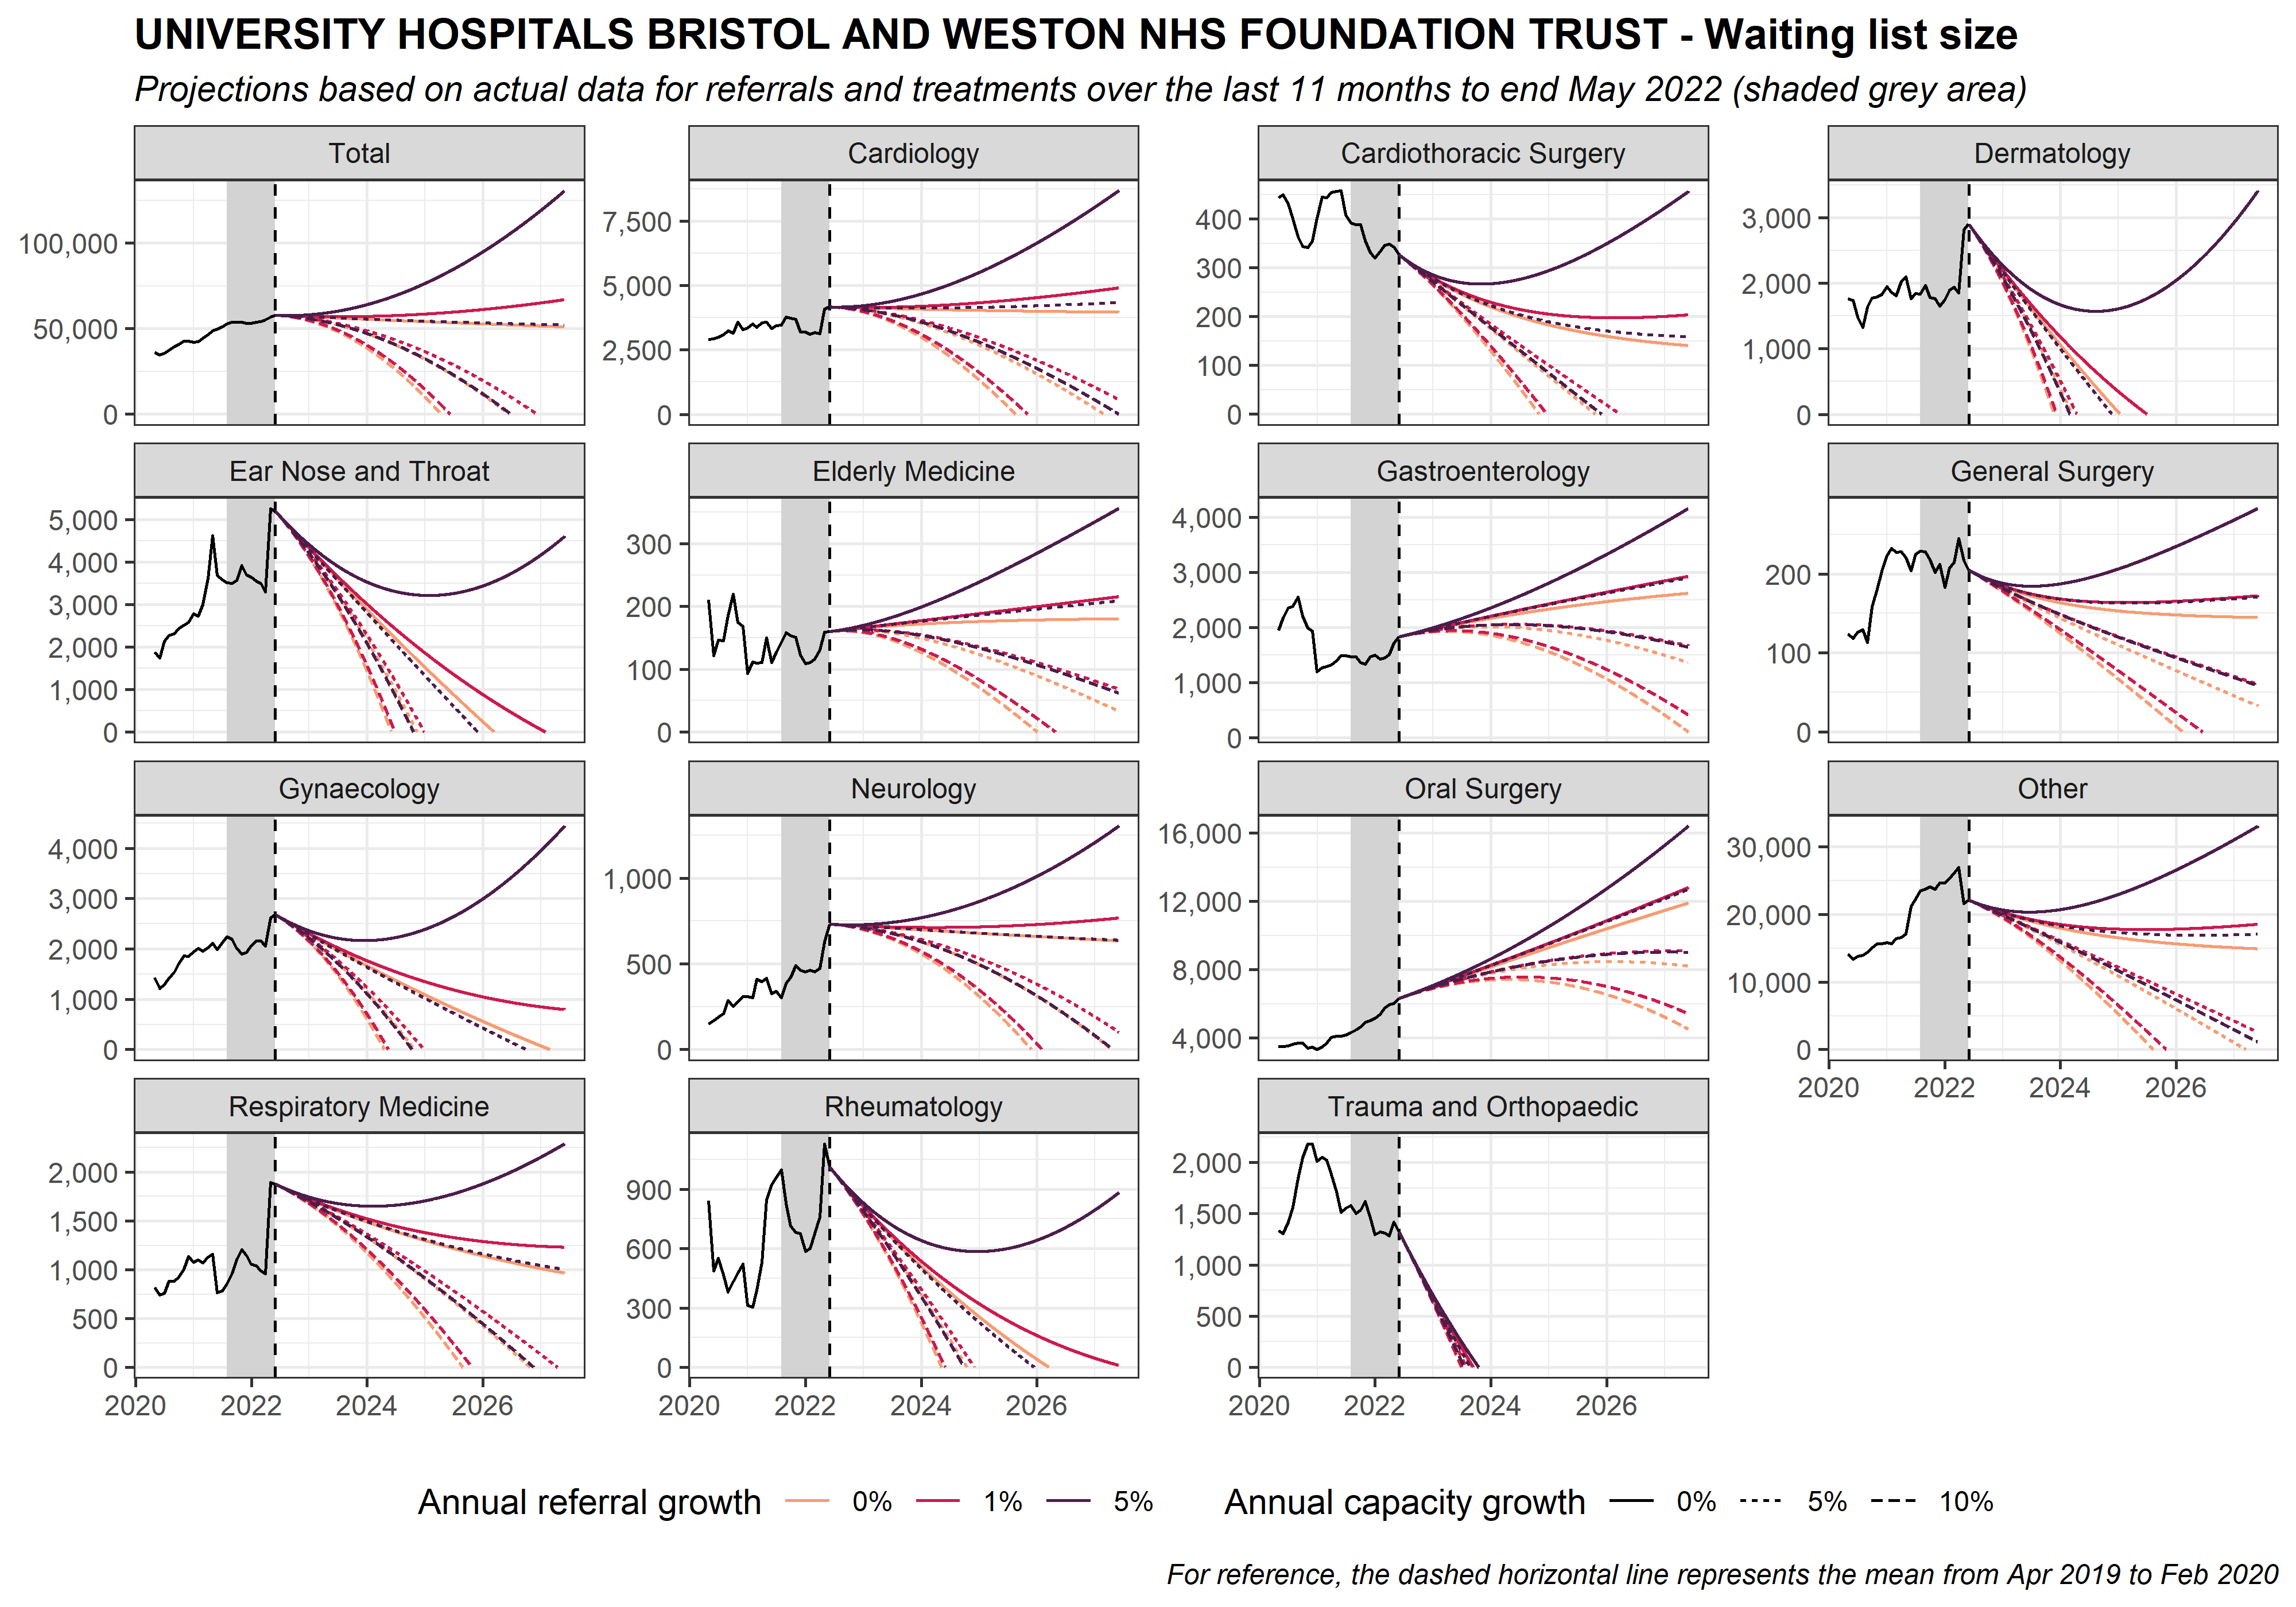 UNIVERSITY HOSPITALS BRISTOL AND WESTON NHS FOUNDATION TRUST - Waiting list size
Projections based on actual data for referrals and treatments over the last 11 months to end May 2022 (shaded grey area)
Total
100,000
50,000
0
Cardiology
7,500
5,000
2,500
0
Cardiothoracic Surgery
400
300
200
100
0
Dermatology
3,000
2,000
1,000
0
Ear Nose and Throat
5,000
4,000
3,000
2,000
1,000
0
Elderly Medicine
300
200
100
0
Gastroenterology
4,000
3,000
2,000
1,000
0
General Surgery
200
100
0
Gynaecology
4,000
3,000
2,000
1,000
0
Neurology
1,000
500
0
Oral Surgery
16,000
12,000
8,000
4,000
Other
30,000
20,000
10,000
0
2020 2022 2024 2026
Respiratory Medicine
2,000
1,500
1,000
500
0
2020 2022 2024 2026
Rheumatology
900
600
300
0
2020 2022 2024 2026
Trauma and Orthopaedic
2,000
1,500
1,000
500
0
2020 2022 2024 2026
Annual referral growth 0% 1% 5% Annual capacity growth 0% 5% 10%
For reference, the dashed horizontal line represents the mean from Apr 2019 to Feb 2020